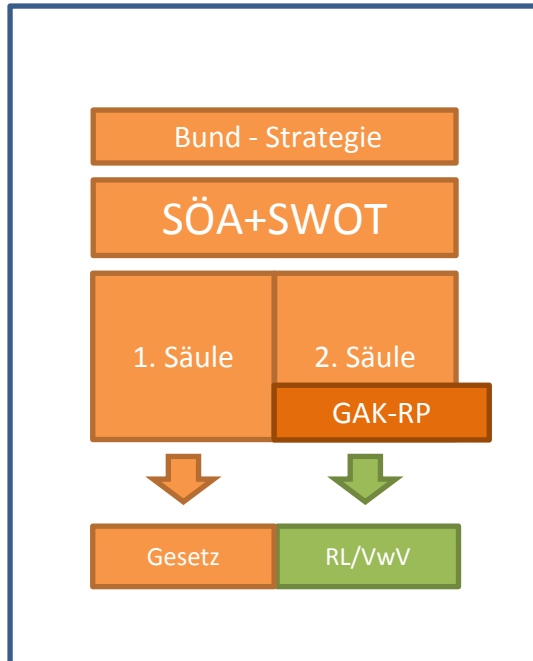 Bund - Strategie
SÖA+SWOT
1. Säule
2. Säule
GAK-RP
Gesetz
RL/VwV